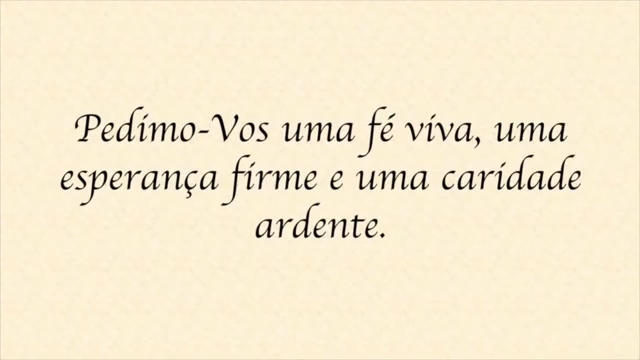 Pedimo-Vos uma fé viva, uma
esperança firme e uma caridade
ardente.